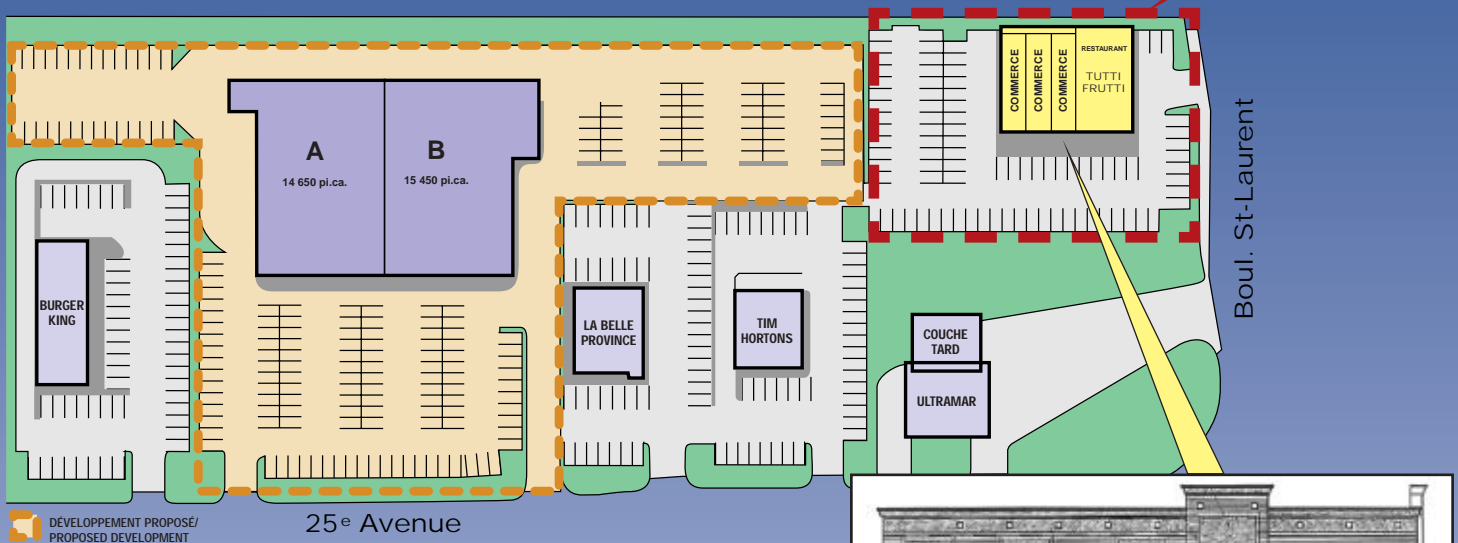 COMMERCE
COMMERCE
COMMERCE
RESTAURANT
TUTTI
FRUTTI
A
14 650 pi.ca.
B
15 450 pi.ca.
Boul. St-Laurent
BURGER
KING
LA BELLE
PROVINCE
TIM
HORTONS
COUCHE
TARD
ULTRAMAR
DÉVELOPPEMENT PROPOSÉ/
PROPOSED DEVELOPMENT
25e Avenue